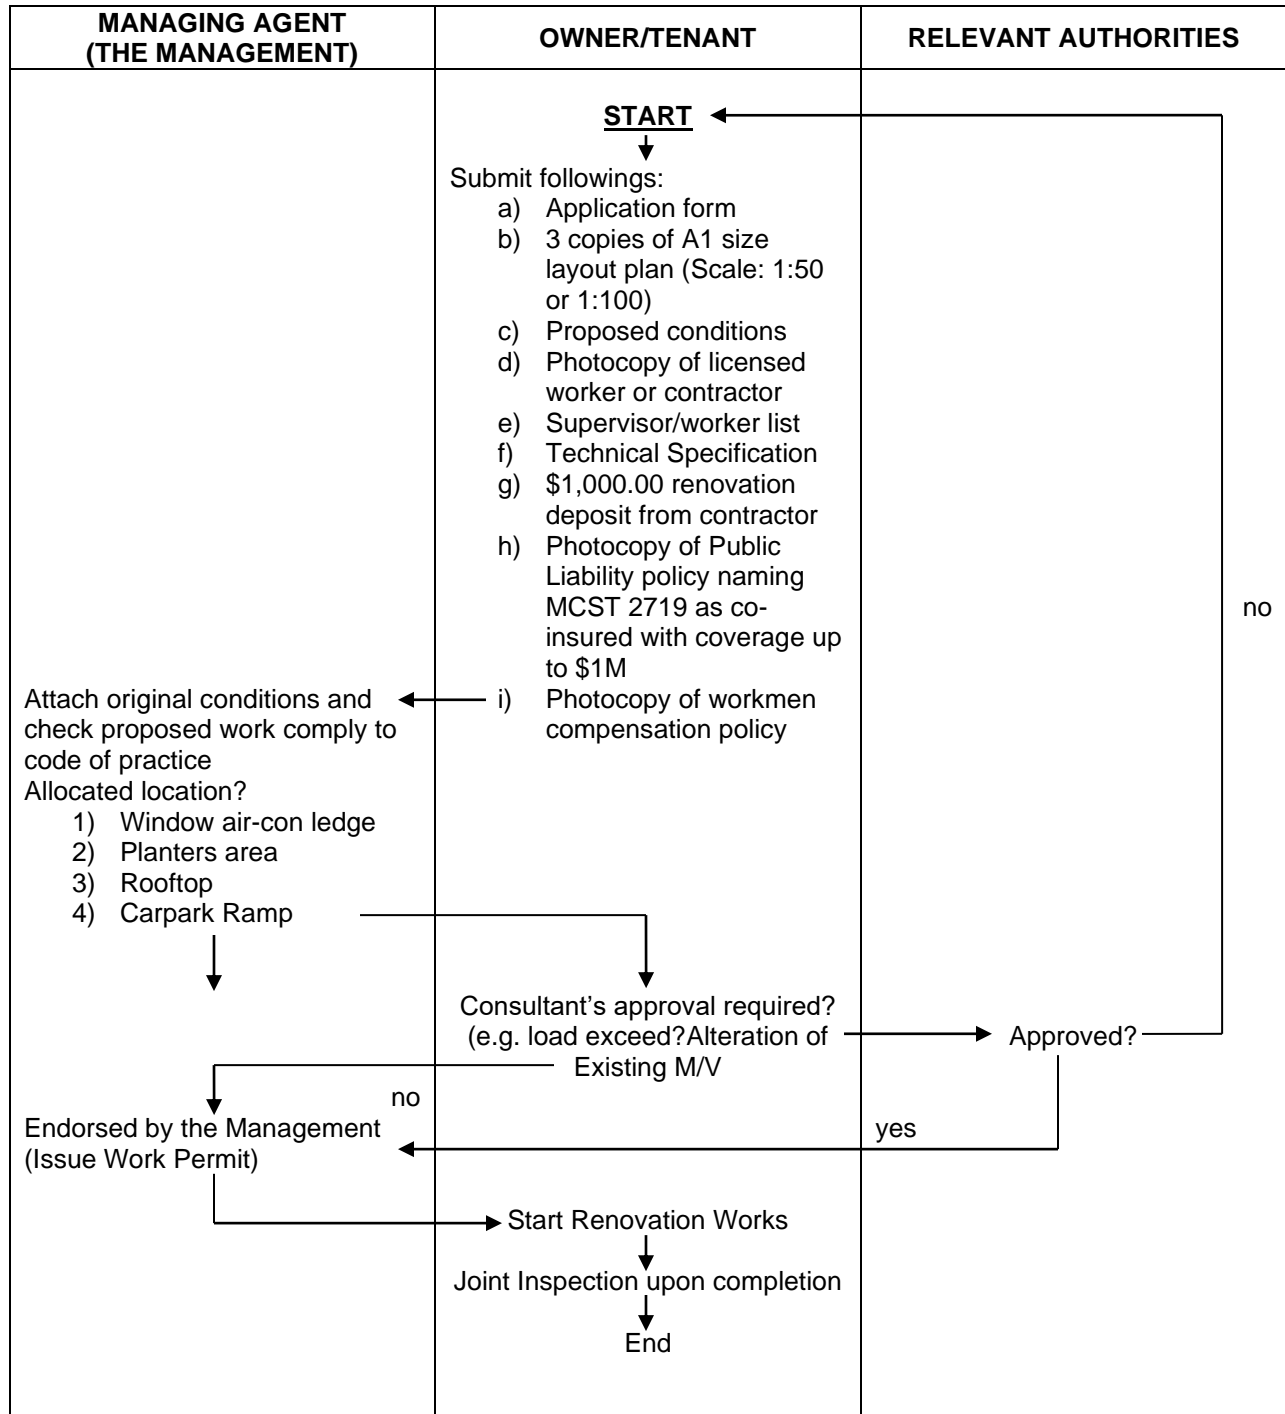 MANAGING AGENT
(THE MANAGEMENT)
OWNER/TENANT
RELEVANT AUTHORITIES
START
Submit followings:
a) Application form
b) 3 copies of A1 size
layout plan (Scale: 1:50
or 1:100)
c) Proposed conditions
d) Photocopy of licensed
worker or contractor
e) Supervisor/worker list
f) Technical Specification
g) $1,000.00 renovation
deposit from contractor
h) Photocopy of Public
Liability policy naming
MCST 2719 as co-
insured with coverage up
to $1M
i) Photocopy of workmen
compensation policy
no
Attach original conditions and
check proposed work comply to
code of practice
Allocated location?
1) Window air-con ledge
2) Planters area
3) Rooftop
4) Carpark Ramp
Consultant's approval required?
(e.g. load exceed?Alteration of
Existing M/V
Approved?
no
yes
Endorsed by the Management
(Issue Work Permit)
Start Renovation Works
Joint Inspection upon completion
End